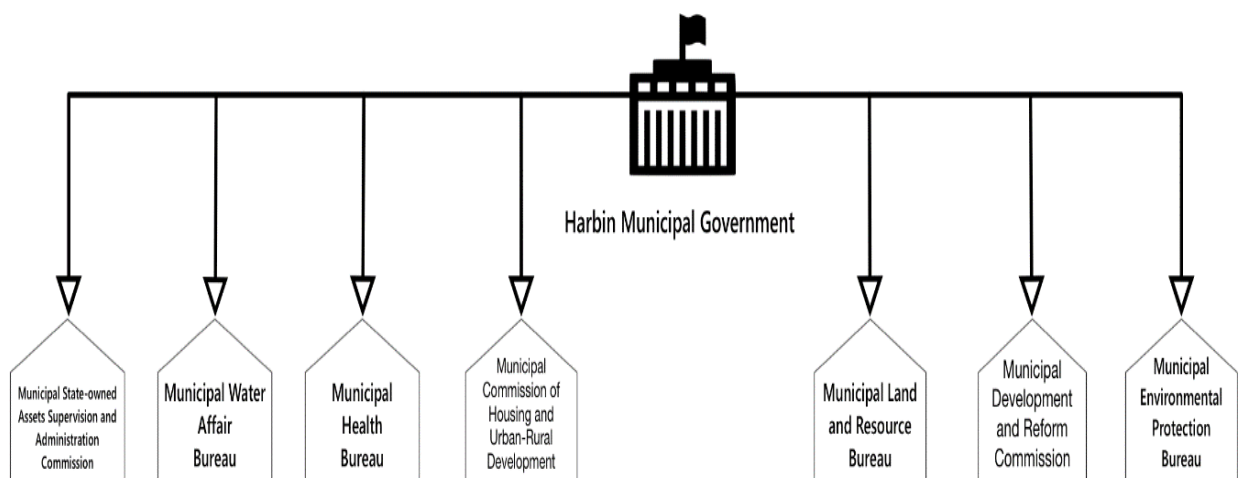 Harbin Municipal Government
Municipal State-owned
Assets Supervision and
Administration
Commission
Municipal Water
Affair
Bureau
Municipal
Health
Bureau
Municipal
Commission of
Housing and
Urban-Rural
Development
Municipal Land
and Resource
Bureau
Municipal
Development
and Reform
Commission
Municipal
Environmental
Protection
Bureau